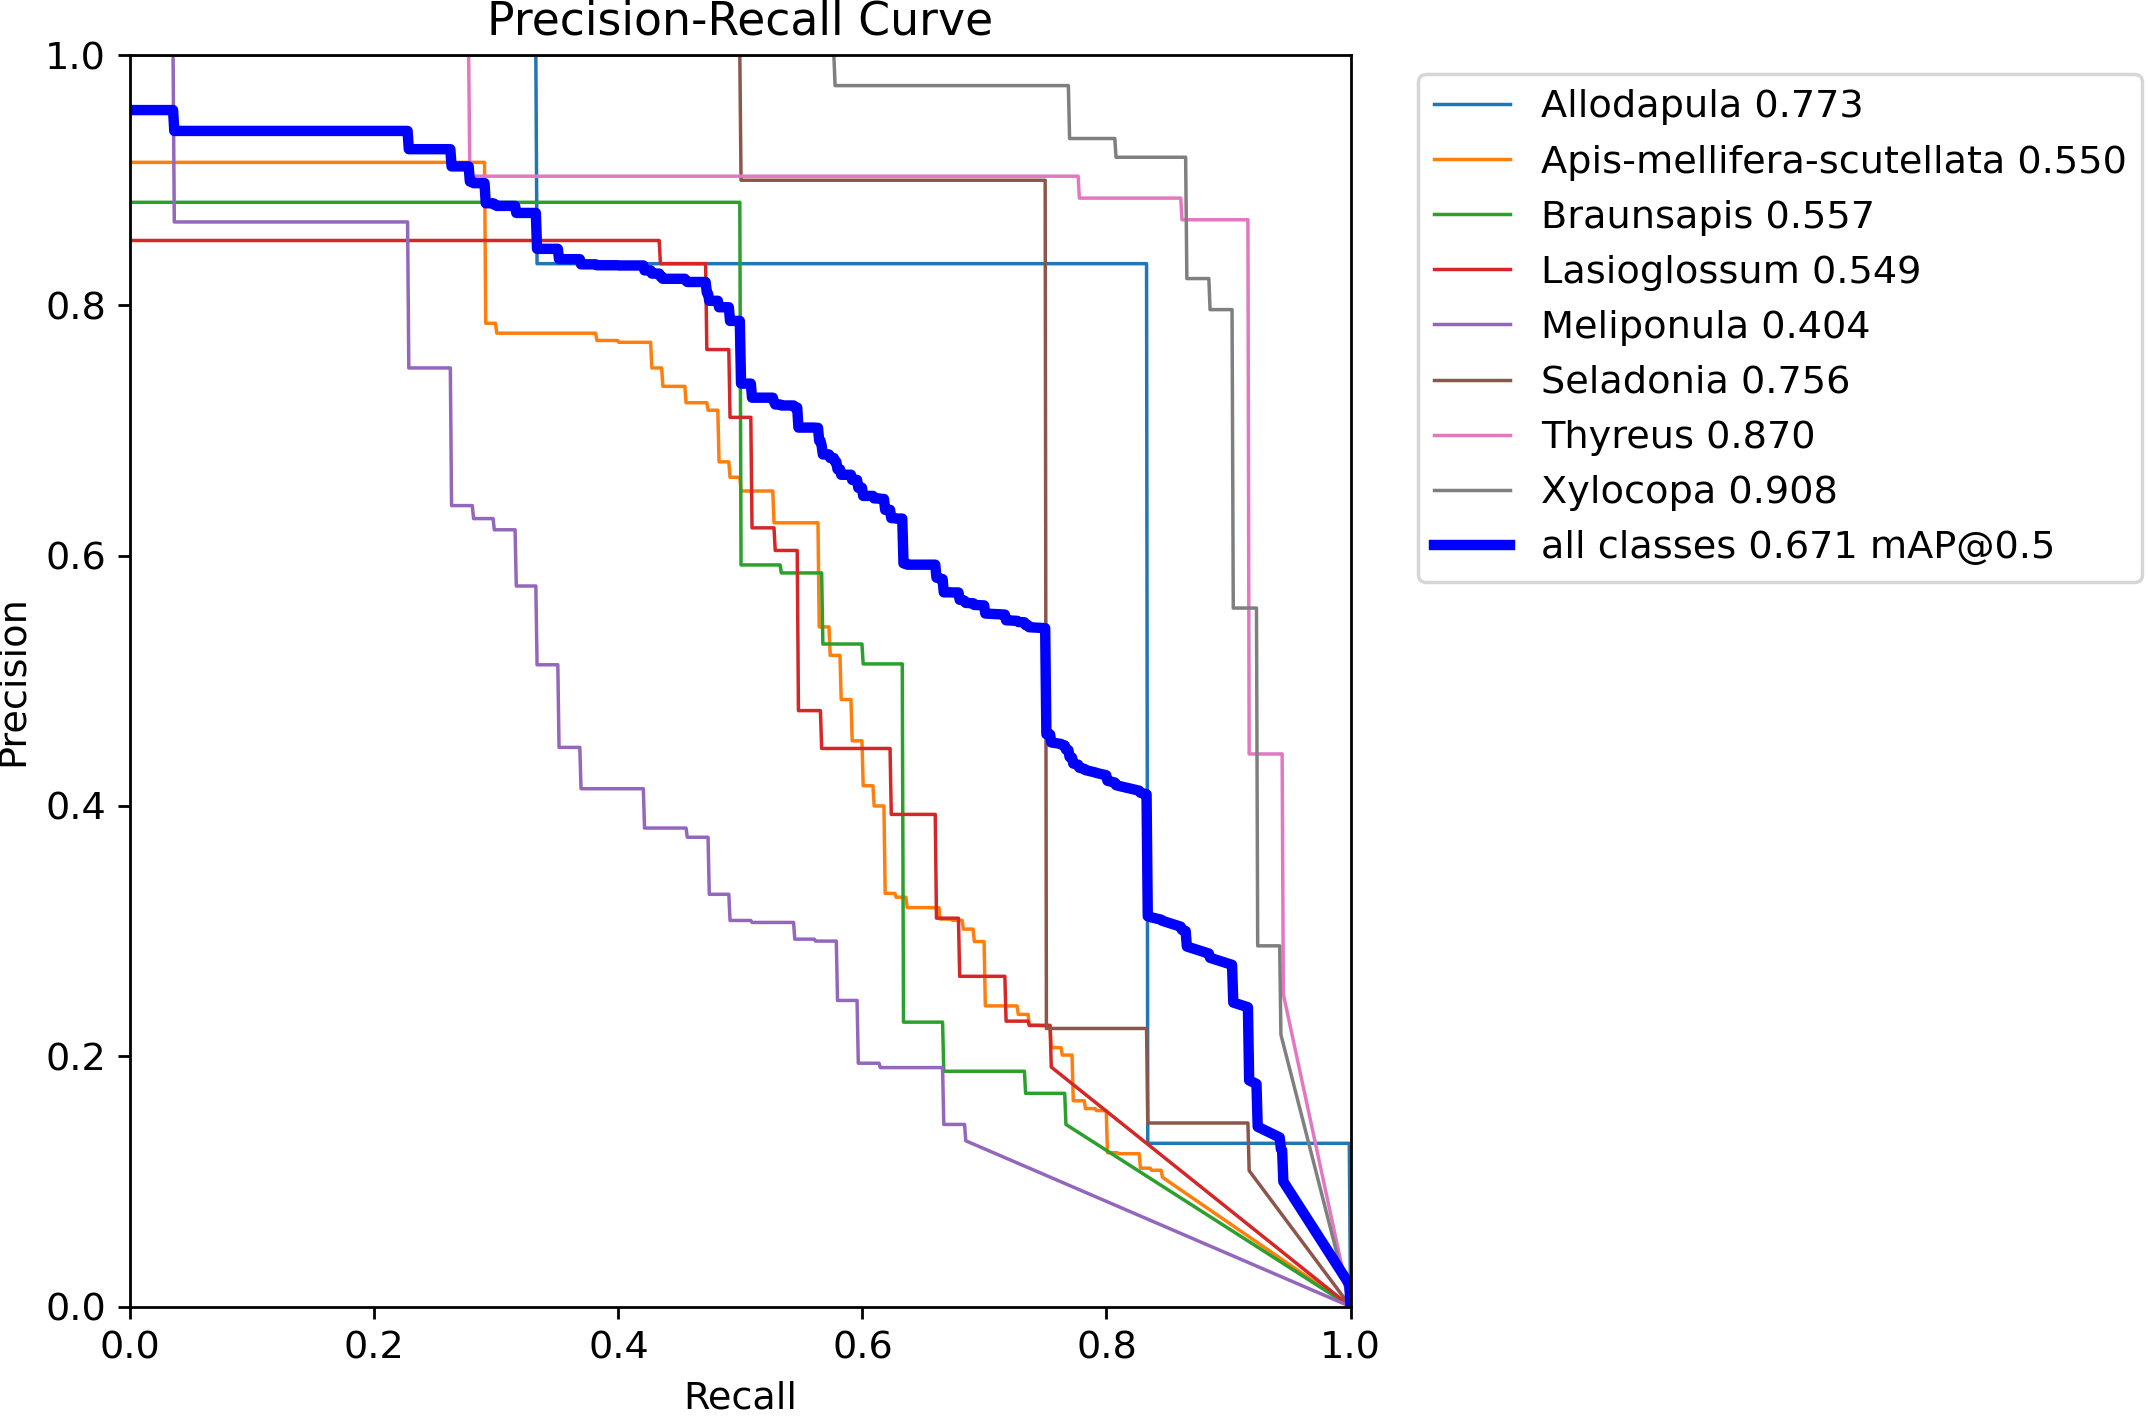 Precision-Recall Curve
1.0
0.8
0.6
0.4
0.2
0.0
Precision
0.0 0.2 0.4 0.6 0.8 1.0
Recall
Allodapula 0.773
Apis-mellifera-scutellata 0.550
Braunsapis 0.557
Lasioglossum 0.549
Meliponula 0.404
Seladonia 0.756
Thyreus 0.870
Xylocopa 0.908
all classes 0.671 mAP@0.5